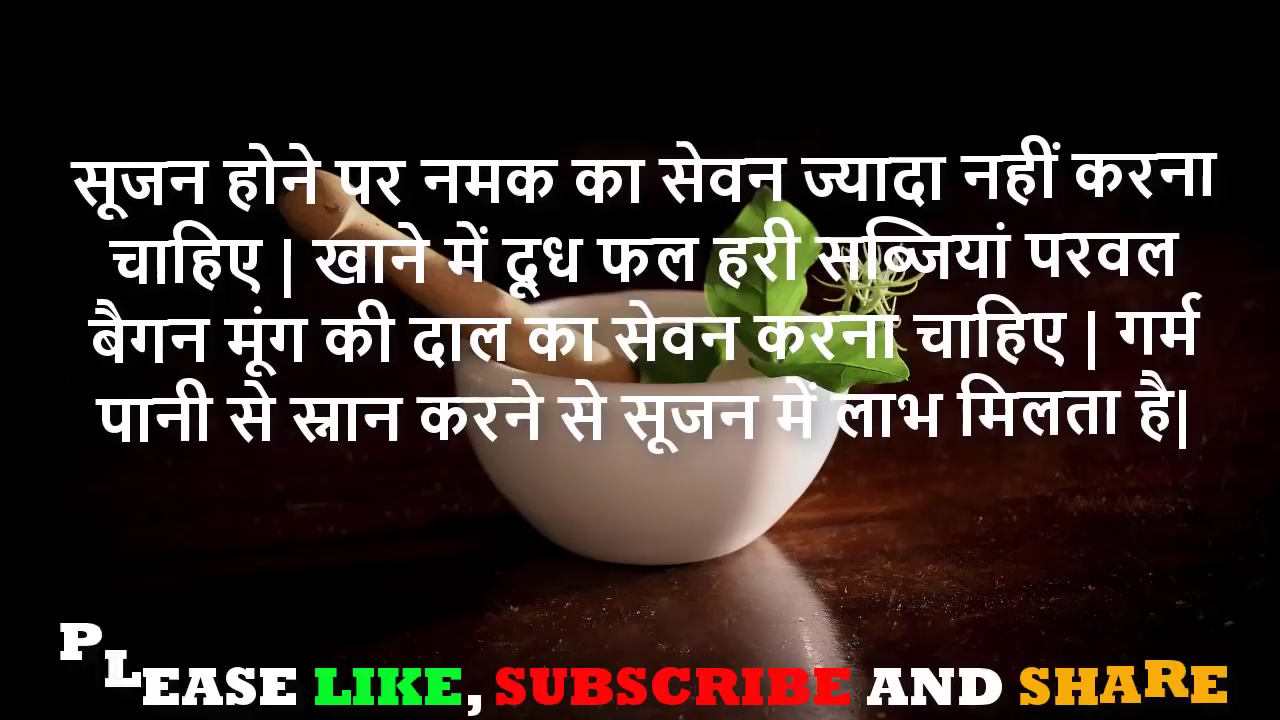 सूजन होने पर नमक का सेवन ज्यादा नहीं करना
चाहिए | खाने में दूध फल हरी सब्जियां परवल
बैगन मूंग की दाल का सेवन करना चाहिए | गर्म
पानी से स्नान करने से सूजन में लाभ मिलता है|
PLEASE LIKE, SUBSCRIBE AND SHARE